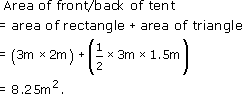 Area of front/back of tent
= area of rectangle + area of triangle
= (3m × 2m) + (1/2 × 3m × 1.5m)
= 8.25m².